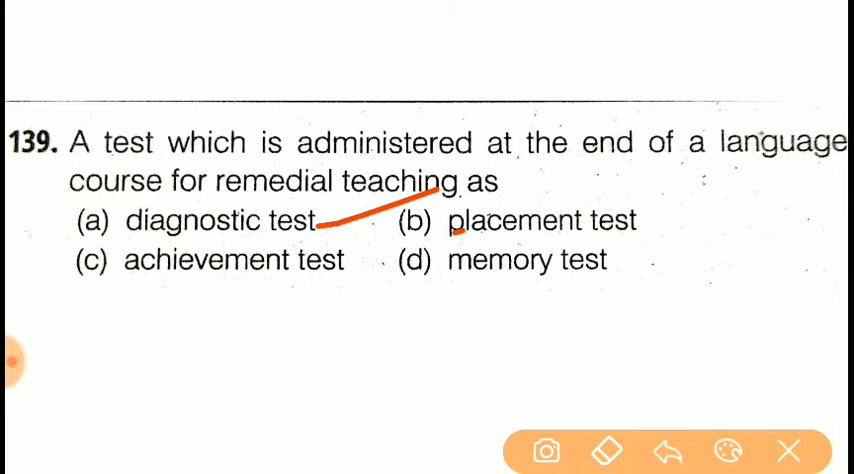 139. A test which is administered at the end of a language
course for remedial teaching as
(a) diagnostic test (b) placement test
(c) achievement test (d) memory test